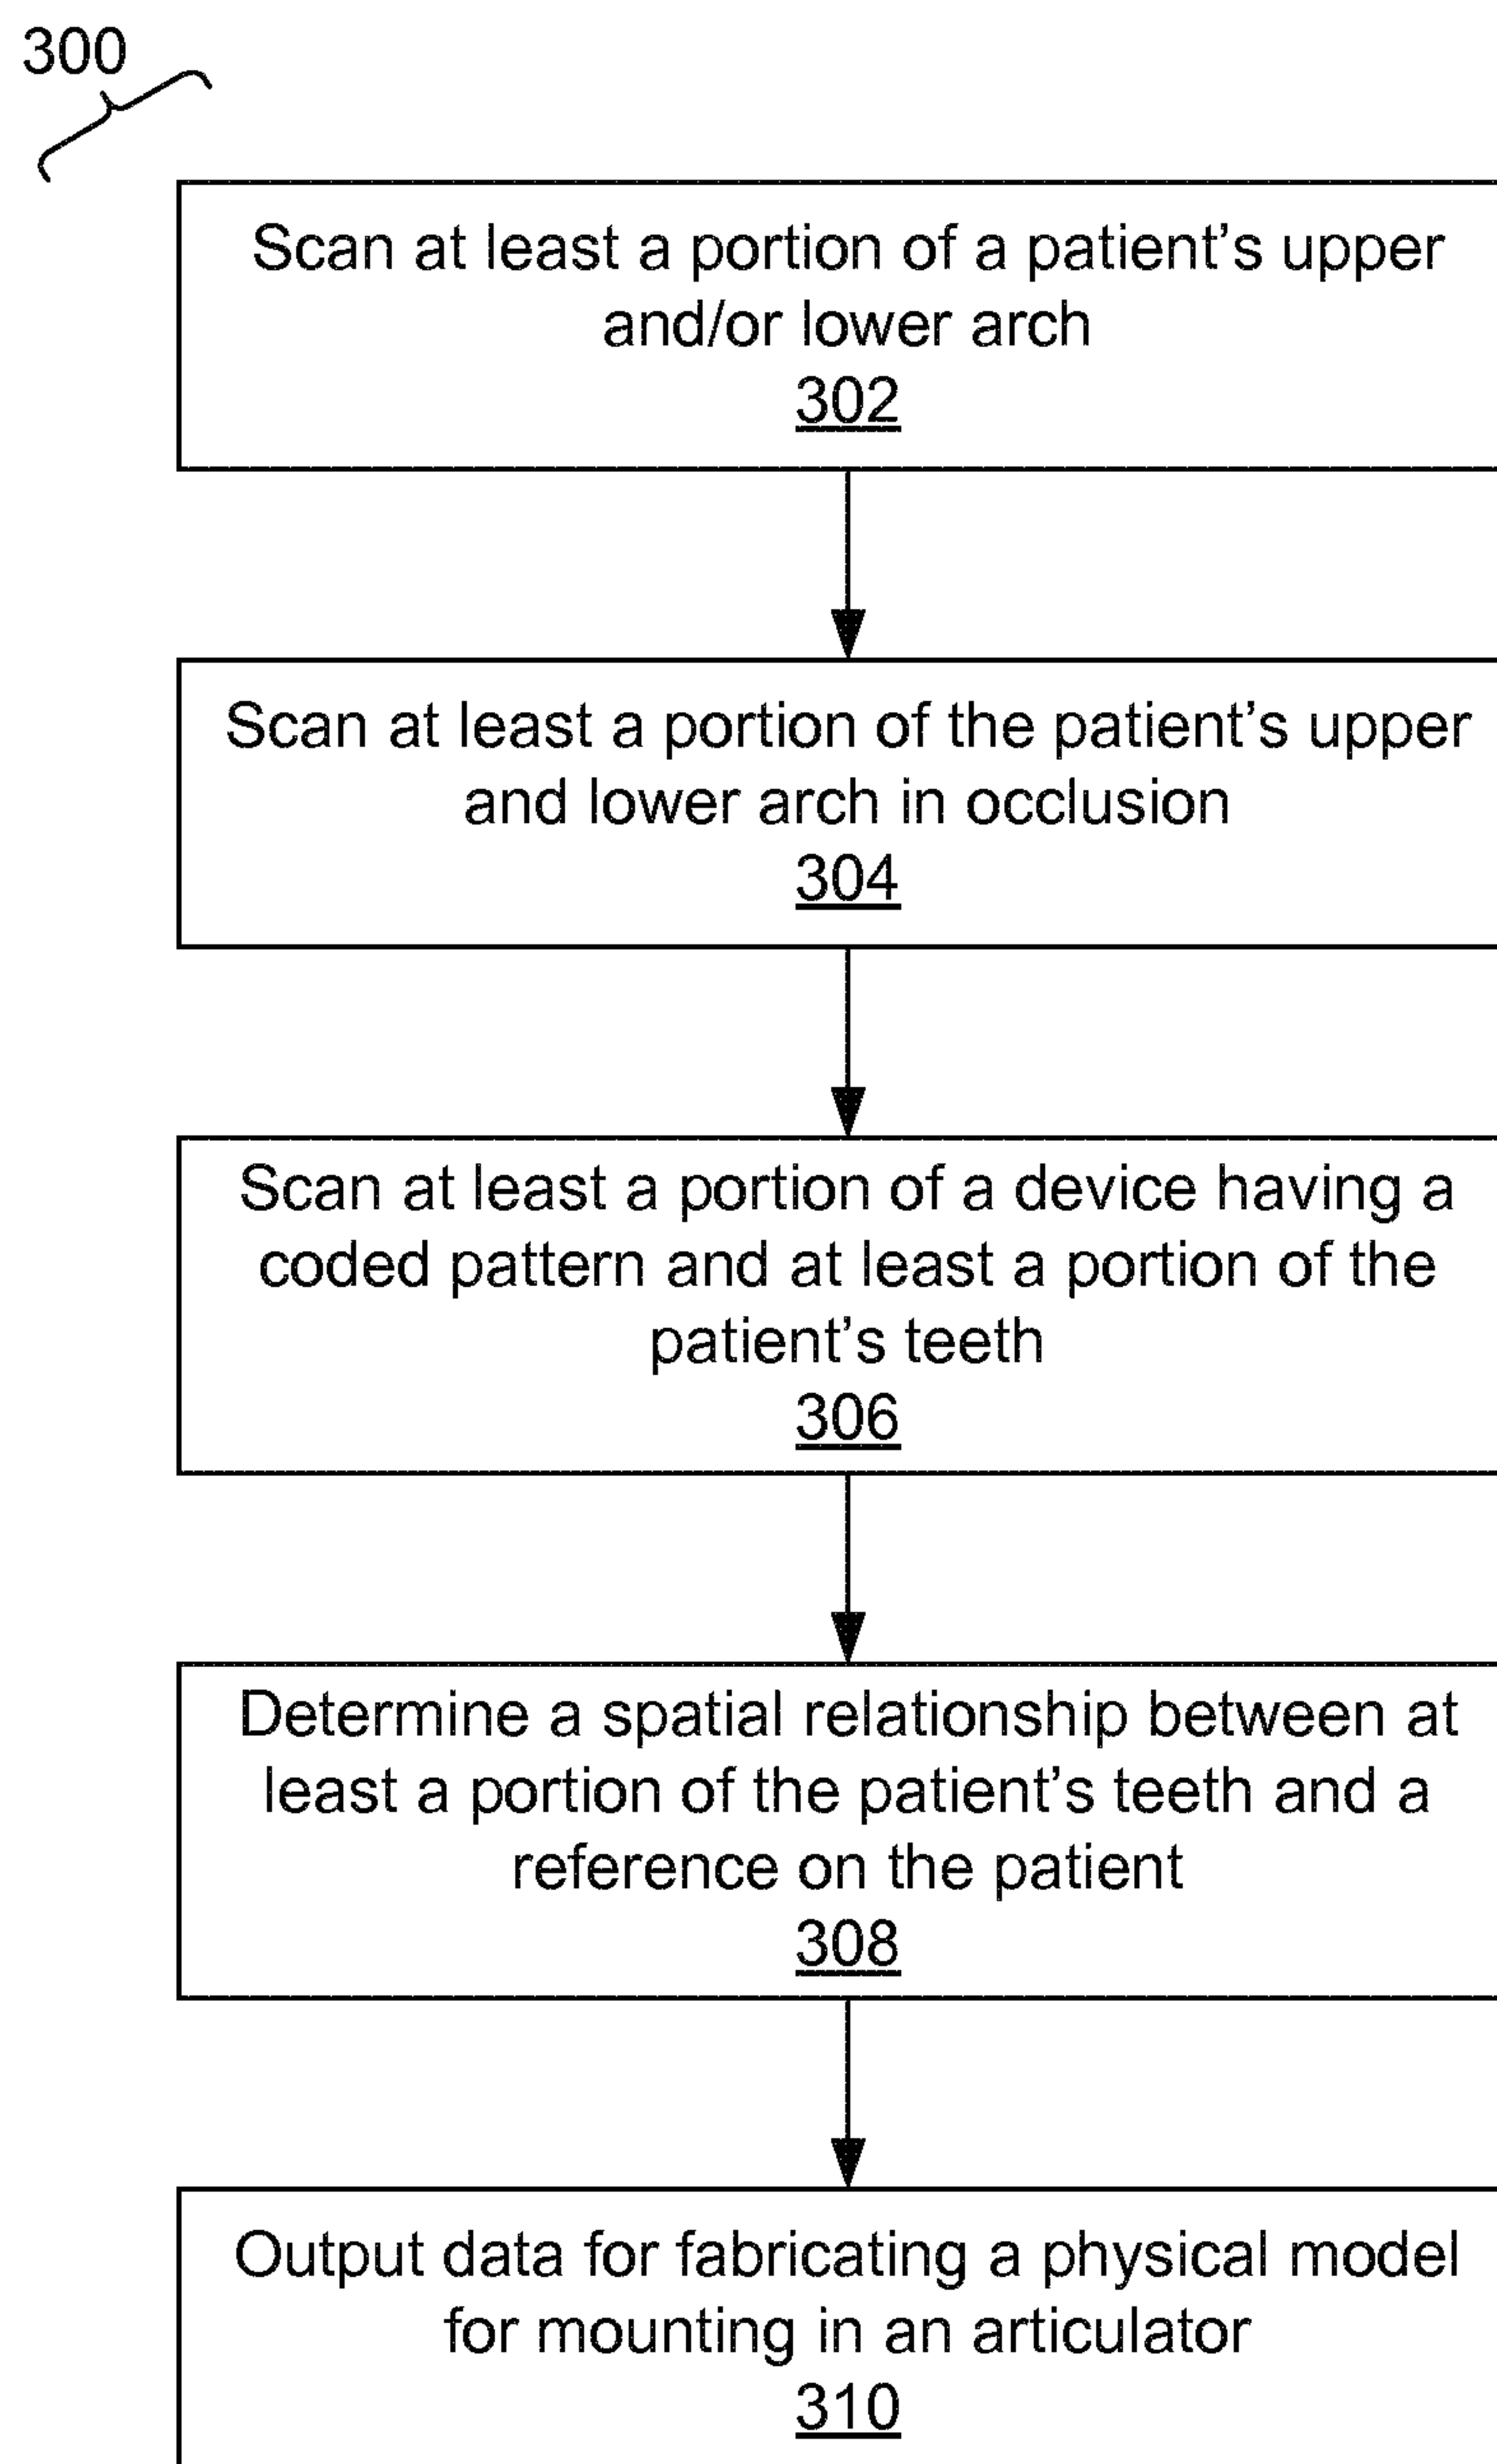 300
Scan at least a portion of a patient’s upper
and/or lower arch
302
Scan at least a portion of the patient’s upper
and lower arch in occlusion
304
Scan at least a portion of a device having a
coded pattern and at least a portion of the
patient’s teeth
306
Determine a spatial relationship between at
least a portion of the patient’s teeth and a
reference on the patient
308
Output data for fabricating a physical model
for mounting in an articulator
310